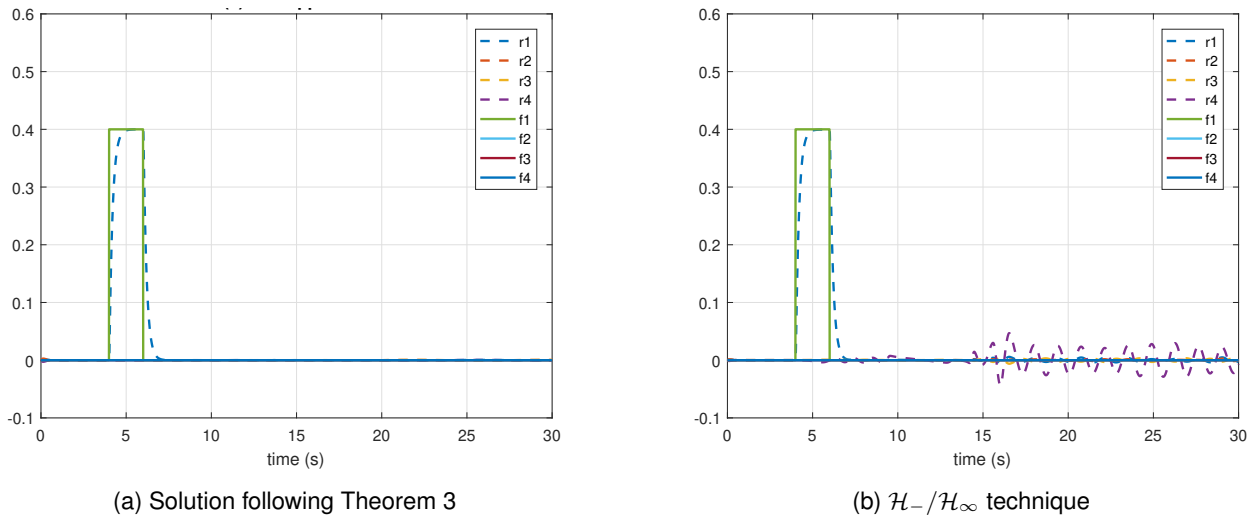 0.6
0.5
0.4
0.3
0.2
0.1
0
-0.1
0
5
10
15
20
25
30
time (s)
r1
r2
r3
r4
f1
f2
f3
f4
(a) Solution following Theorem 3
0.6
0.5
0.4
0.3
0.2
0.1
0
-0.1
0
5
10
15
20
25
30
time (s)
r1
r2
r3
r4
f1
f2
f3
f4
(b) ℋ₋/ℋ∞ technique